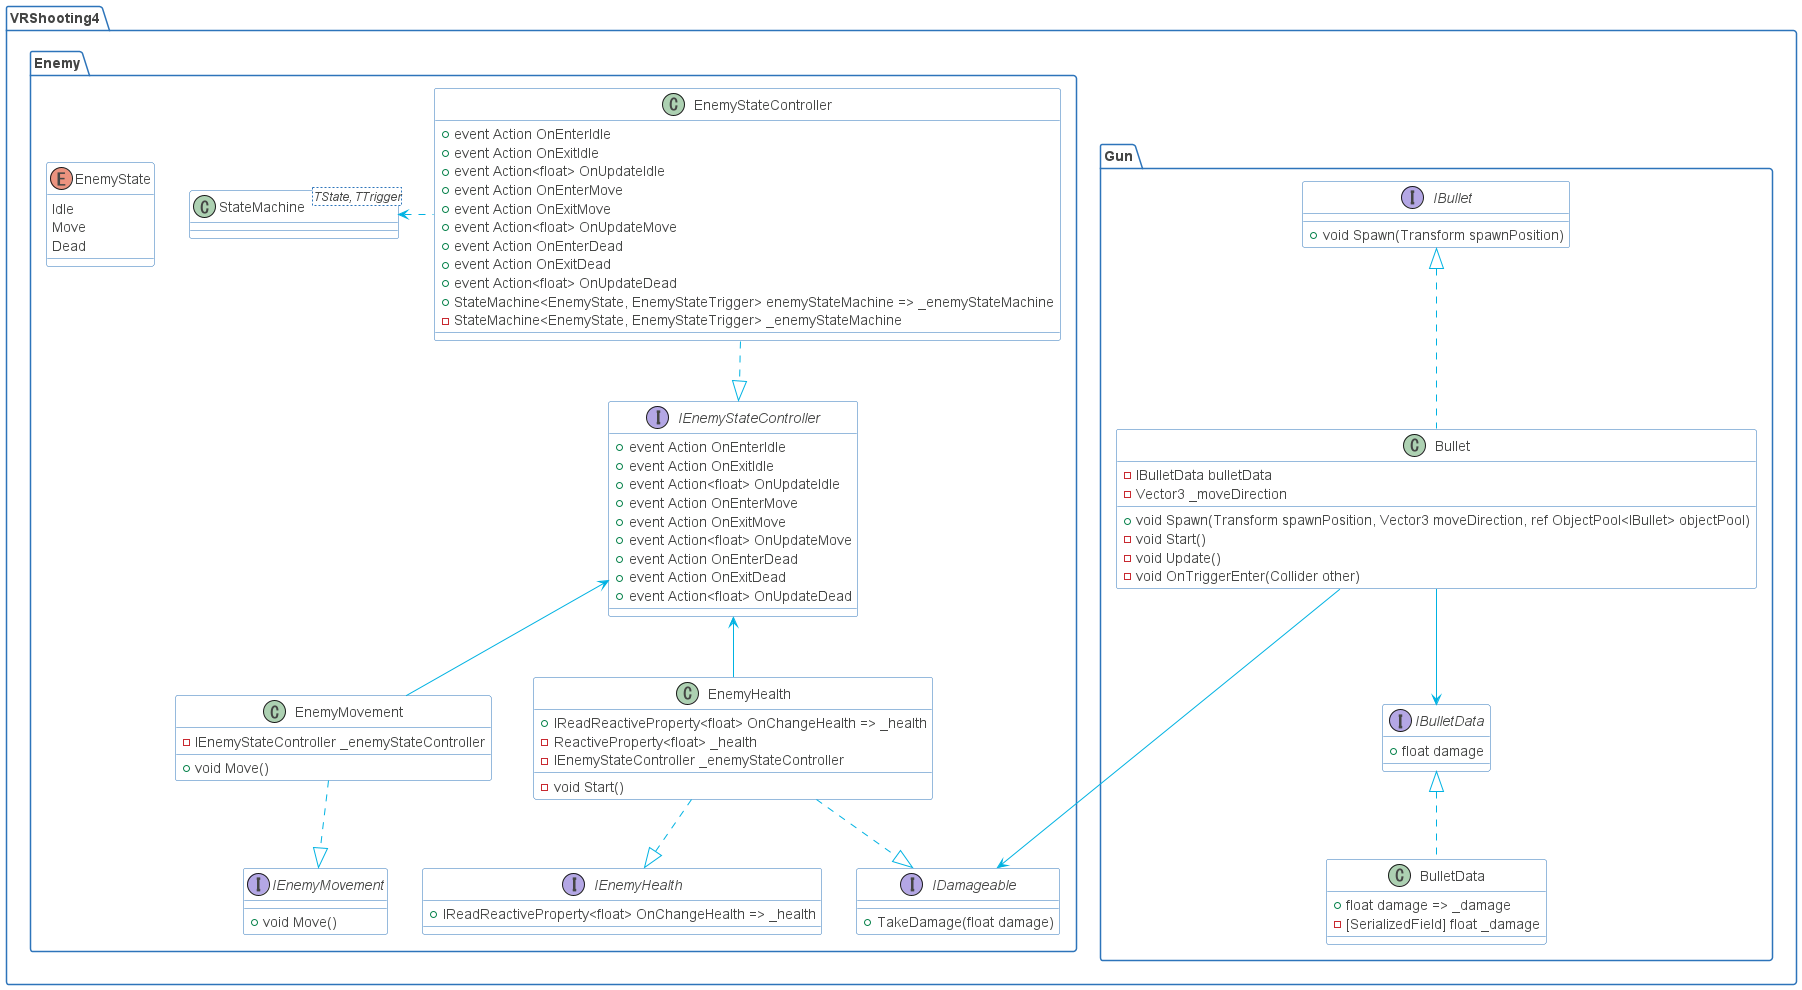 VRShooting4
Enemy
EnemyState
Idle
Move
Dead
StateMachine
TState, TTrigger
EnemyStateController
event Action OnEnterIdle
event Action OnExitIdle
event Action<float> OnUpdateIdle
event Action OnEnterMove
event Action OnExitMove
event Action<float> OnUpdateMove
event Action OnEnterDead
event Action OnExitDead
event Action<float> OnUpdateDead
StateMachine<EnemyState, EnemyStateTrigger> enemyStateMachine => _enemyStateMachine
StateMachine<EnemyState, EnemyStateTrigger> _enemyStateMachine
IEnemyStateController
event Action OnEnterIdle
event Action OnExitIdle
event Action<float> OnUpdateIdle
event Action OnEnterMove
event Action OnExitMove
event Action<float> OnUpdateMove
event Action OnEnterDead
event Action OnExitDead
event Action<float> OnUpdateDead
EnemyMovement
IEnemyStateController _enemyStateController
void Move()
EnemyHealth
IReadReactiveProperty<float> OnChangeHealth => _health
ReactiveProperty<float> _health
IEnemyStateController _enemyStateController
void Start()
IEnemyMovement
void Move()
IEnemyHealth
IReadReactiveProperty<float> OnChangeHealth => _health
IDamageable
TakeDamage(float damage)
Gun
IBullet
void Spawn(Transform spawnPosition)
Bullet
IBulletData bulletData
Vector3 _moveDirection
void Spawn(Transform spawnPosition, Vector3 moveDirection, ref ObjectPool<IBullet> objectPool)
void Start()
void Update()
void OnTriggerEnter(Collider other)
IBulletData
float damage
BulletData
float damage => _damage
[SerializedField] float _damage